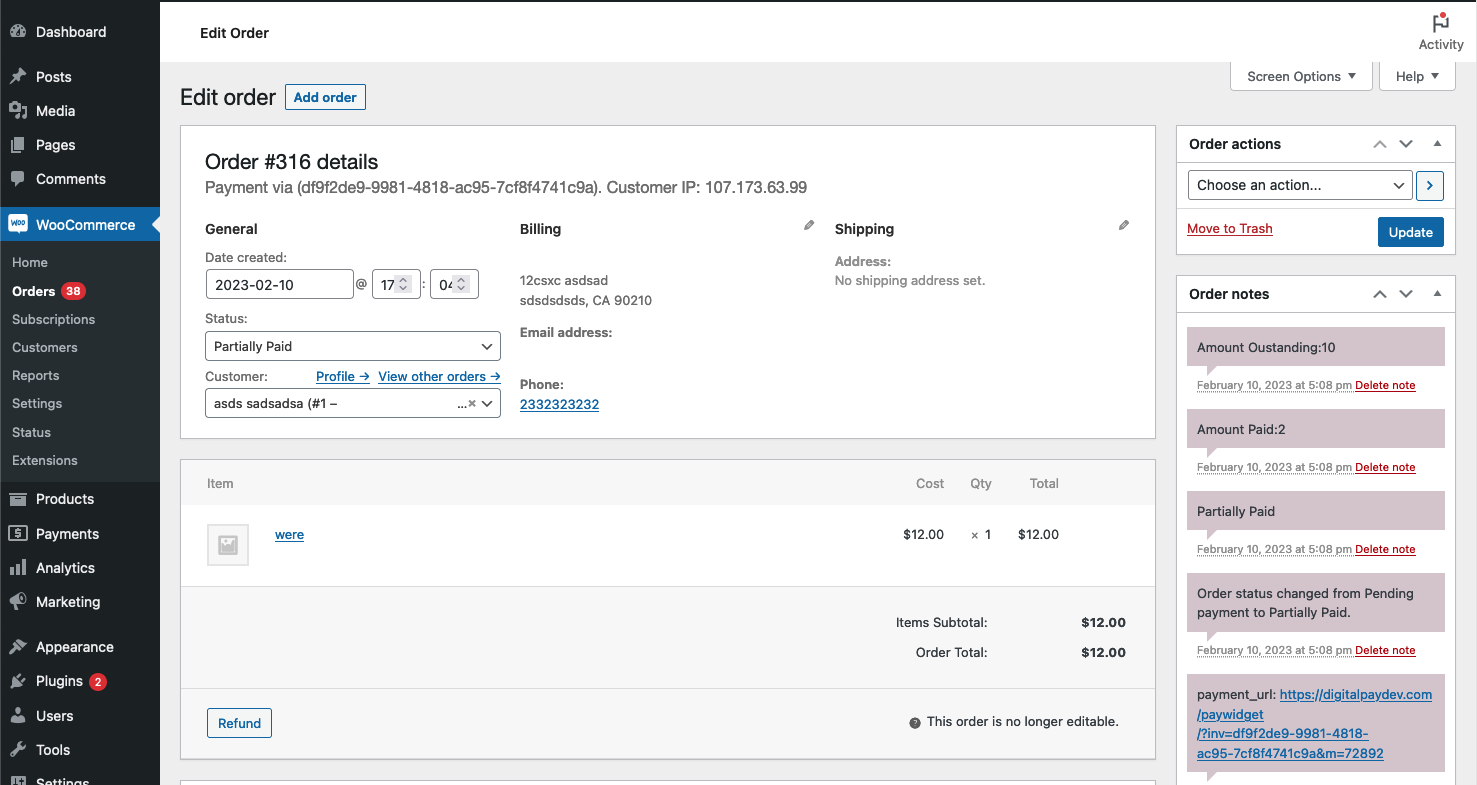 Dashboard
Posts
Media
Pages
Comments
WooCommerce
Home
Orders 38
Subscriptions
Customers
Reports
Settings
Status
Extensions
Products
Payments
Analytics
Marketing
Appearance
Plugins 2
Users
Tools
Settings
Edit Order
Activity
Screen Options
Help
Edit order
Add order
Order #316 details
Payment via (df9f2de9-9981-4818-ac95-7cf8f4741c9a). Customer IP: 107.173.63.99
General
Date created:
2023-02-10 @ 17 : 04
Status:
Partially Paid
Customer: Profile → View other orders →
asds sadsadsa (#1 – ...×
Billing
12csxc asdsad
sdsdsdsds, CA 90210
Email address:
Phone:
2332323232
Shipping
Address:
No shipping address set.
Item Cost Qty Total
were $12.00 × 1 $12.00
Items Subtotal: $12.00
Order Total: $12.00
Refund
This order is no longer editable.
Order actions
Choose an action...
Move to Trash
Update
Order notes
Amount Oustanding:10
February 10, 2023 at 5:08 pm Delete note
Amount Paid:2
February 10, 2023 at 5:08 pm Delete note
Partially Paid
February 10, 2023 at 5:08 pm Delete note
Order status changed from Pending
payment to Partially Paid.
February 10, 2023 at 5:08 pm Delete note
payment_url: https://digitalpaydev.com
/paywidget
/?inv=df9f2de9-9981-4818-
ac95-7cf8f4741c9a&m=72892